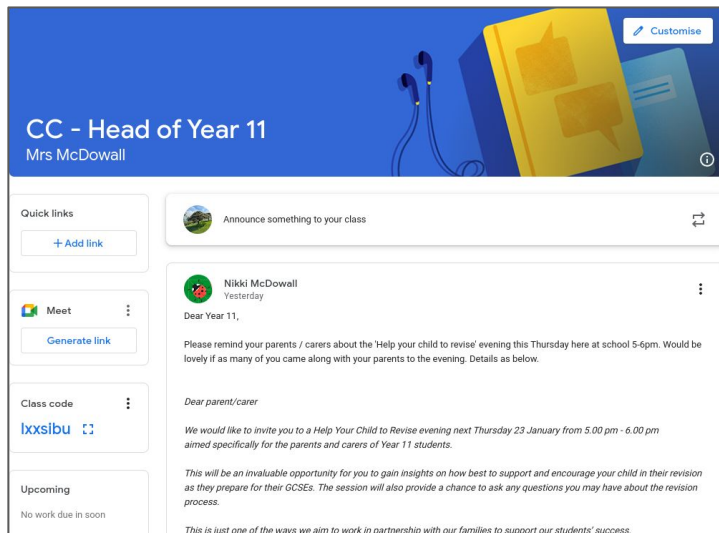 Customise
CC - Head of Year 11
Mrs McDowall
Quick links
+ Add link
Announce something to your class
Nikki McDowall
Yesterday
Meet
Generate link
Class code
lxxsibu
Upcoming
No work due in soon
Dear Year 11,
Please remind your parents / carers about the 'Help your child to revise' evening this Thursday here at school 5-6pm. Would be
lovely if as many of you came along with your parents to the evening. Details as below.
Dear parent/carer
We would like to invite you to a Help Your Child to Revise evening next Thursday 23 January from 5.00 pm - 6.00 pm
aimed specifically for the parents and carers of Year 11 students.
This will be an invaluable opportunity for you to gain insights on how best to support and encourage your child in their revision
as they prepare for their GCSEs. The session will also provide a chance to ask any questions you may have about the revision
process.
This is just one of the ways we aim to work in partnership with our families to support our students' success.